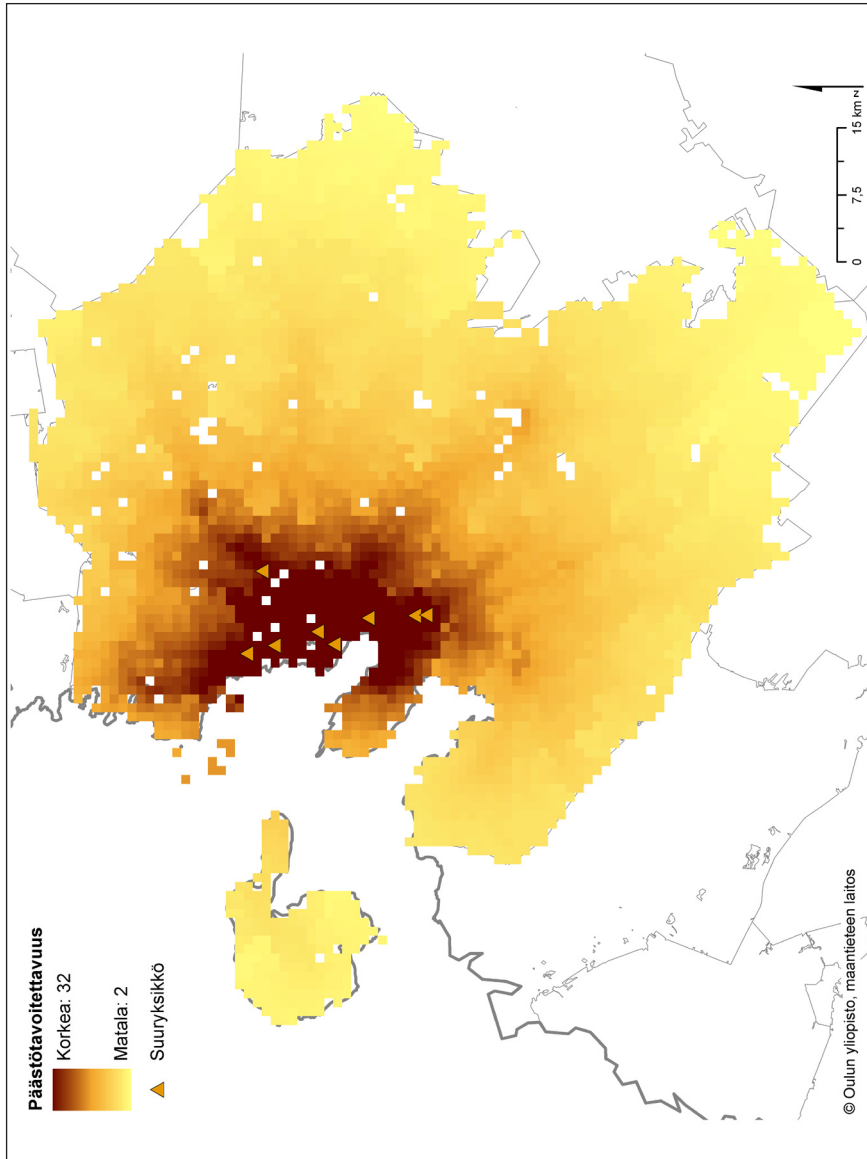 Päästötavoitettavuus
Korkea: 32
Matala: 2
Suuryksikkö
0 7,5 15 km
N
© Oulun yliopisto, maantieteen laitos